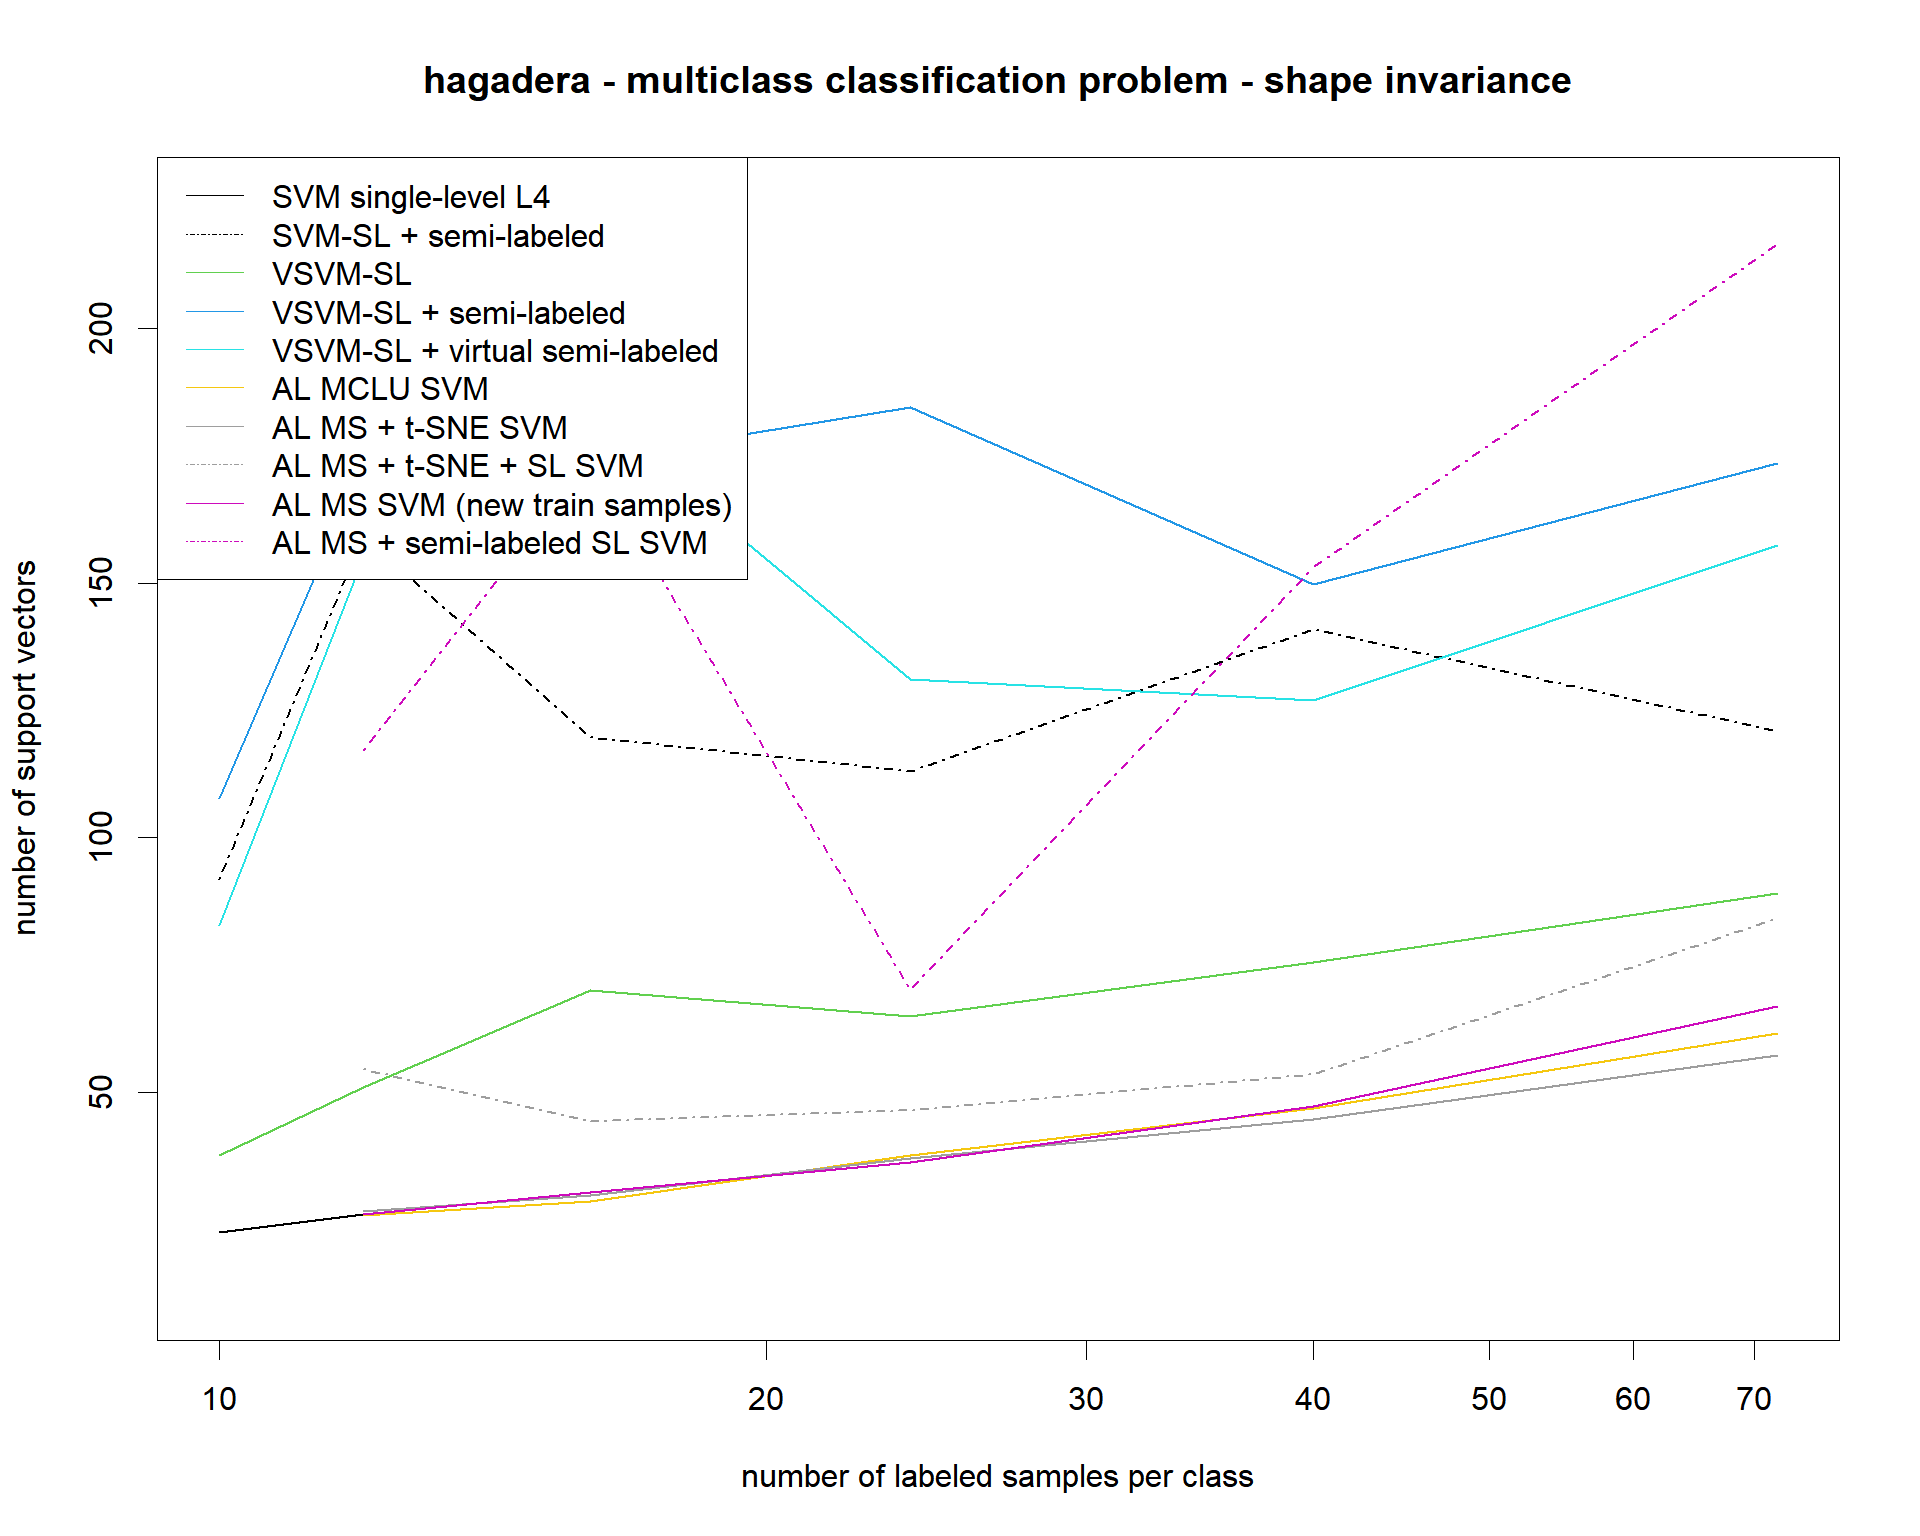 hagadera - multiclass classification problem - shape invariance
SVM single-level L4
SVM-SL + semi-labeled
VSVM-SL
VSVM-SL + semi-labeled
VSVM-SL + virtual semi-labeled
AL MCLU SVM
AL MS + t-SNE SVM
AL MS + t-SNE + SL SVM
AL MS SVM (new train samples)
AL MS + semi-labeled SL SVM
number of support vectors
200
150
100
50
10 20 30 40 50 60 70
number of labeled samples per class